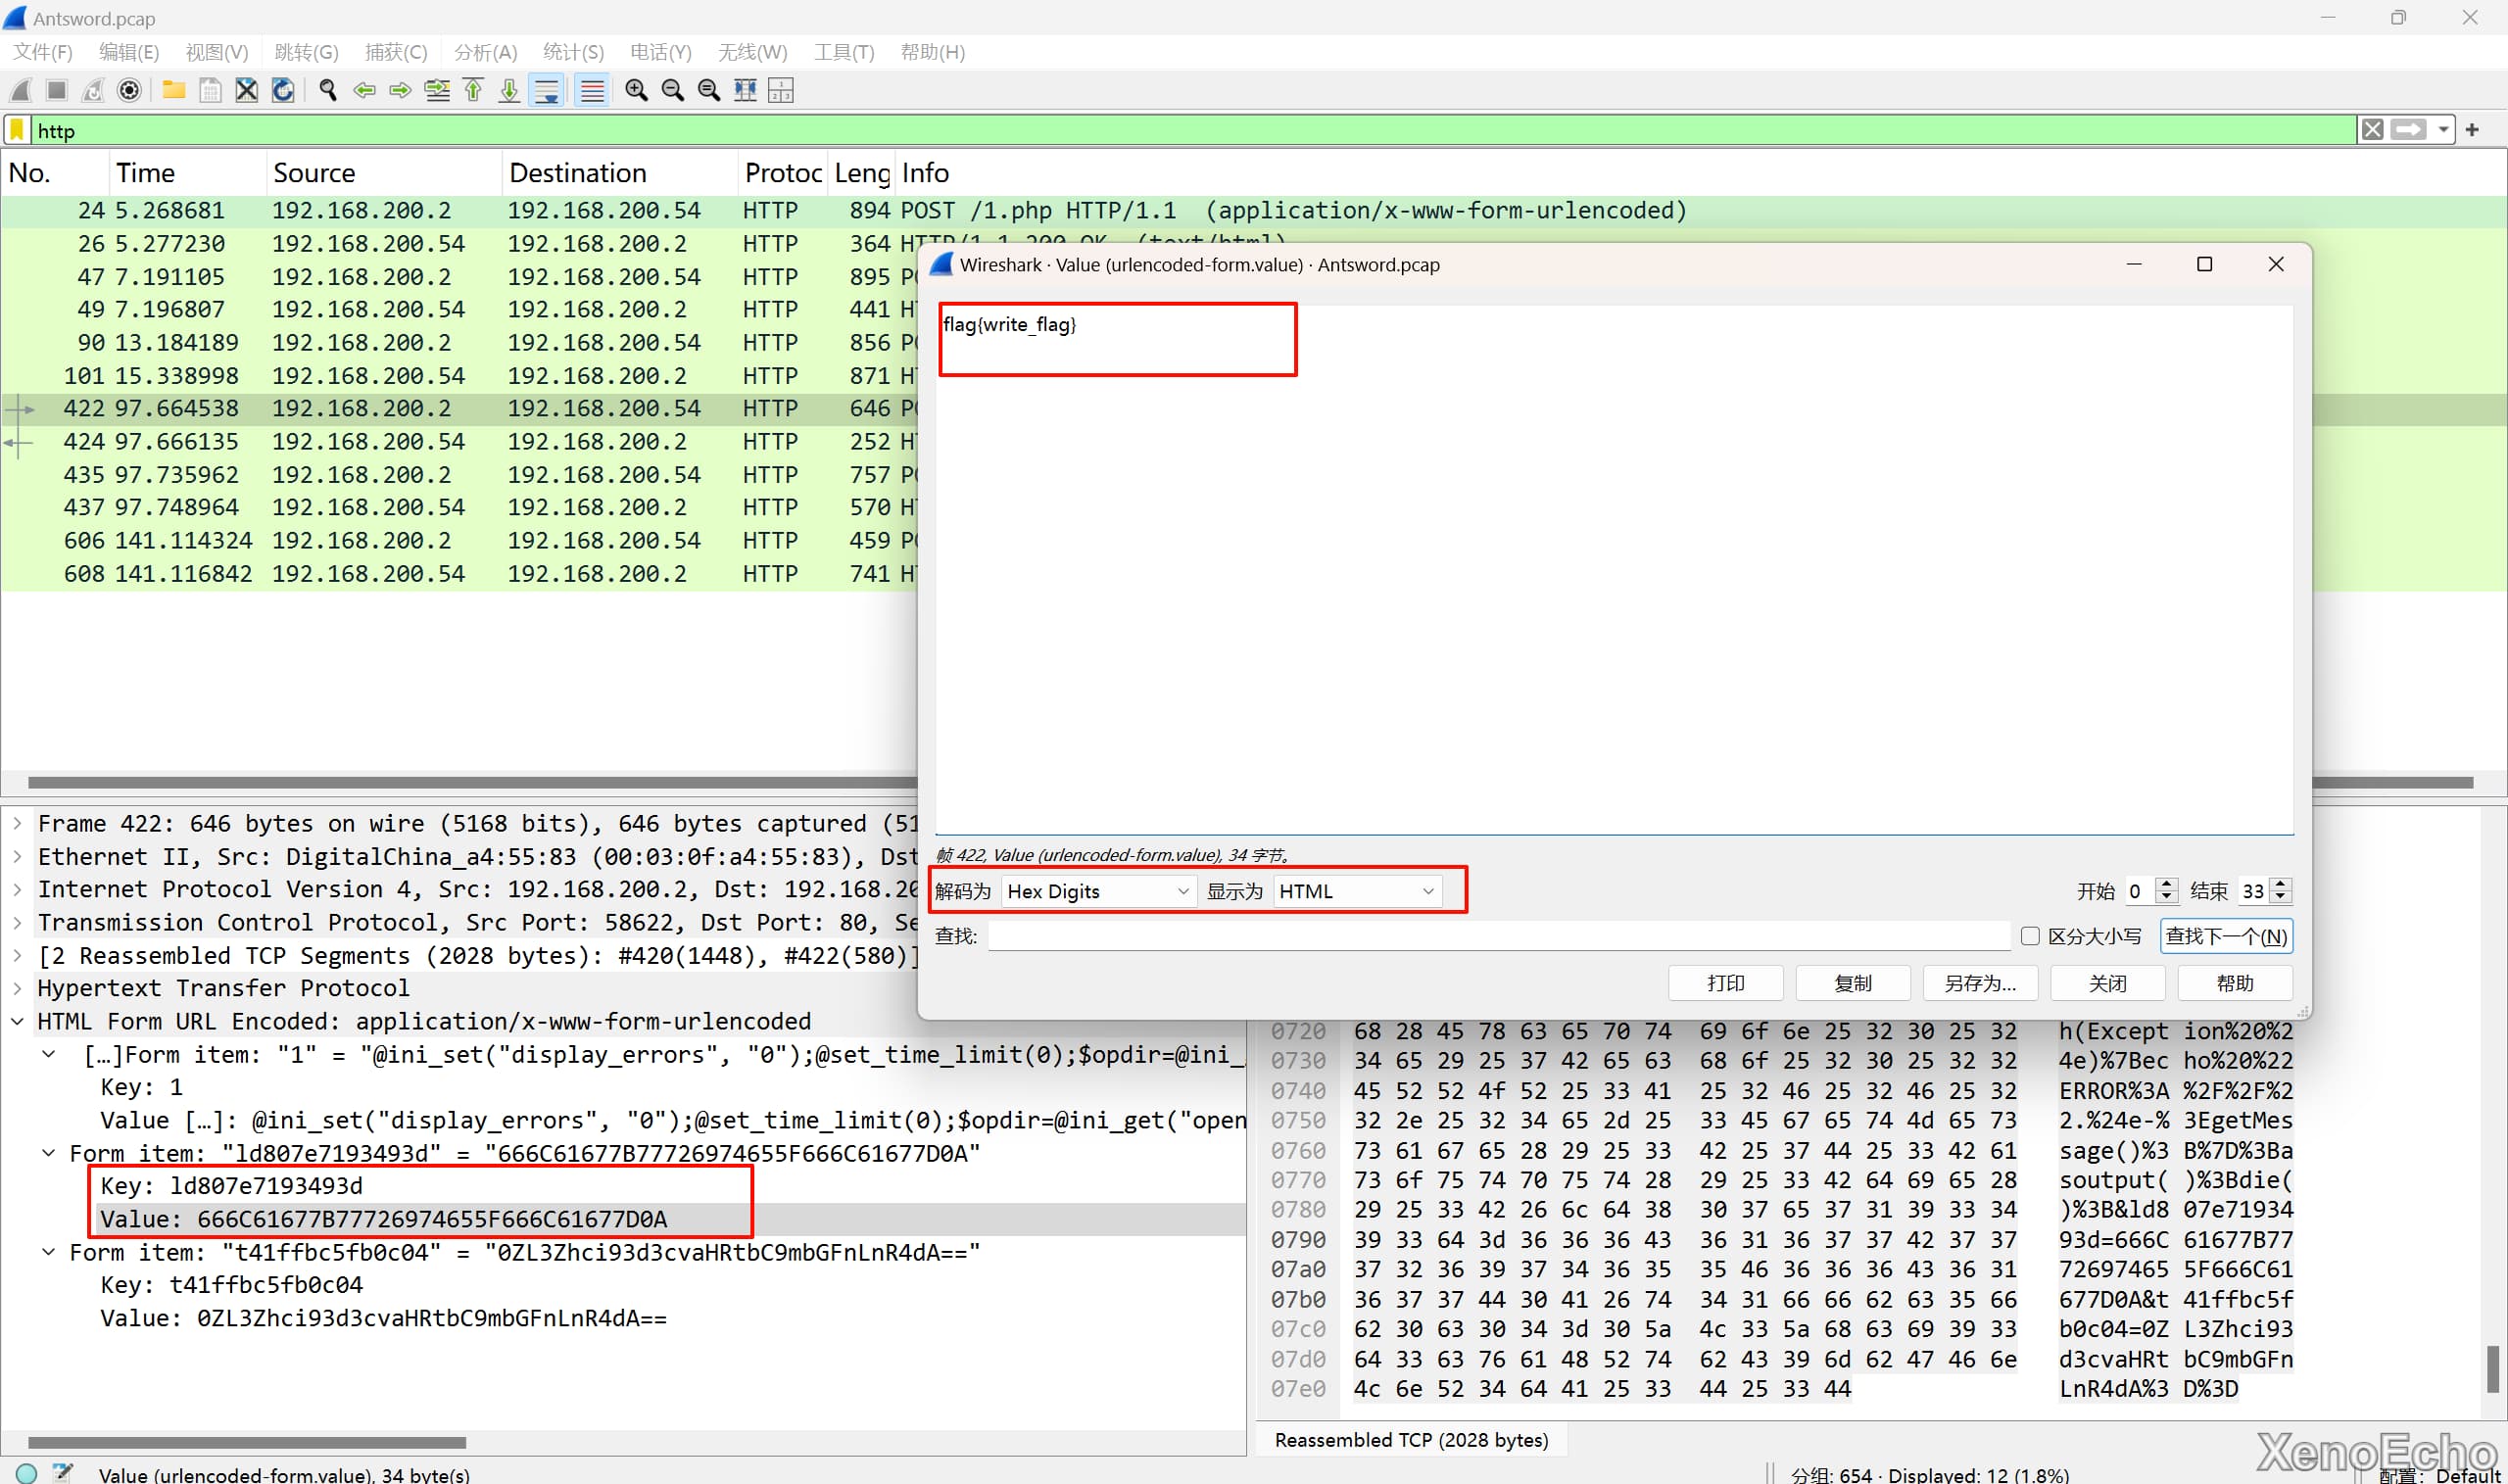 Antsword.pcap
文件(F) 编辑(E) 视图(V) 跳转(G) 捕获(C) 分析(A) 统计(S) 电话(Y) 无线(W) 工具(T) 帮助(H)
http
No. Time Source Destination Protoc Leng Info
24 5.268681 192.168.200.2 192.168.200.54 HTTP 894 POST /1.php HTTP/1.1 (application/x-www-form-urlencoded)
26 5.277230 192.168.200.54 192.168.200.2 HTTP 364 HTTP/1.1 200 OK (text/html)
47 7.191105 192.168.200.2 192.168.200.54 HTTP 895 PO
49 7.196807 192.168.200.54 192.168.200.2 HTTP 441 HT
90 13.184189 192.168.200.2 192.168.200.54 HTTP 856 PO
101 15.338998 192.168.200.54 192.168.200.2 HTTP 871 HT
422 97.664538 192.168.200.2 192.168.200.54 HTTP 646 PO
424 97.666135 192.168.200.54 192.168.200.2 HTTP 252 HT
435 97.735962 192.168.200.2 192.168.200.54 HTTP 757 PO
437 97.748964 192.168.200.54 192.168.200.2 HTTP 570 HT
606 141.114324 192.168.200.2 192.168.200.54 HTTP 459 PO
608 141.116842 192.168.200.54 192.168.200.2 HTTP 741 HT
Wireshark · Value (urlencoded-form.value) · Antsword.pcap
flag{write_flag}
帧 422, Value (urlencoded-form.value), 34 字节。
解码为 Hex Digits 显示为 HTML 开始 0 结束 33
查找: 区分大小写 查找下一个(N)
打印 复制 另存为... 关闭 帮助
Frame 422: 646 bytes on wire (5168 bits), 646 bytes captured (51
Ethernet II, Src: DigitalChina_a4:55:83 (00:03:0f:a4:55:83), Dst
Internet Protocol Version 4, Src: 192.168.200.2, Dst: 192.168.20
Transmission Control Protocol, Src Port: 58622, Dst Port: 80, Se
[2 Reassembled TCP Segments (2028 bytes): #420(1448), #422(580)]
Hypertext Transfer Protocol
HTML Form URL Encoded: application/x-www-form-urlencoded
[…]Form item: "1" = "@ini_set("display_errors", "0");@set_time_limit(0);$opdir=@ini_
Key: 1
Value […]: @ini_set("display_errors", "0");@set_time_limit(0);$opdir=@ini_get("open
Form item: "ld807e7193493d" = "666C61677B77726974655F666C61677D0A"
Key: ld807e7193493d
Value: 666C61677B77726974655F666C61677D0A
Form item: "t41ffbc5fb0c04" = "0ZL3Zhci93d3cvaHRtbC9mbGFnLnR4dA=="
Key: t41ffbc5fb0c04
Value: 0ZL3Zhci93d3cvaHRtbC9mbGFnLnR4dA==
0720 68 28 45 78 63 65 70 74 69 6f 6e 25 32 30 25 32 h(Except ion%20%2
0730 34 65 29 25 37 42 65 63 68 6f 25 32 30 25 32 32 4e)%7Bec ho%20%22
0740 45 52 52 4f 52 25 33 41 25 32 46 25 32 46 25 32 ERROR%3A %2F%2F%2
0750 32 2e 25 32 34 65 2d 25 33 45 67 65 74 4d 65 73 2.%24e-% 3EgetMes
0760 73 61 67 65 28 29 25 33 42 25 37 44 25 33 42 61 sage()%3 B%7D%3Ba
0770 73 6f 75 74 70 75 74 28 29 25 33 42 64 69 65 28 soutput( )%3Bdie(
0780 29 25 33 42 26 6c 64 38 30 37 65 37 31 39 33 34 )%3B&ld8 07e71934
0790 39 33 64 3d 36 36 36 43 36 31 36 37 37 42 37 37 93d=666C 61677B77
07a0 37 32 36 39 37 34 36 35 35 46 36 36 36 43 36 31 72697465 5F666C61
07b0 36 37 37 44 30 41 26 74 34 31 66 66 62 63 35 66 677D0A&t 41ffbc5f
07c0 62 30 63 30 34 3d 30 5a 4c 33 5a 68 63 69 39 33 b0c04=0Z L3Zhci93
07d0 64 33 63 76 61 48 52 74 62 43 39 6d 62 47 46 6e d3cvaHRt bC9mbGFn
07e0 4c 6e 52 34 64 41 25 33 44 25 33 44 LnR4dA%3 D%3D
Reassembled TCP (2028 bytes)
Value (urlencoded-form.value), 34 byte(s) 分组: 654 · Displayed: 12 (1.8%) 配置: Default
XenoEcho